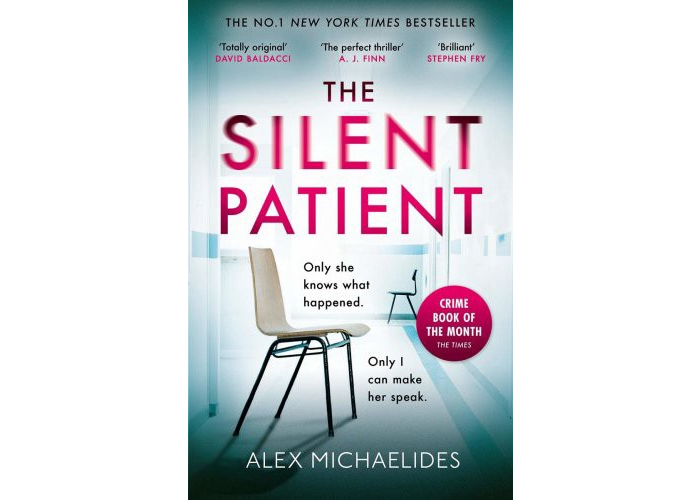 THE NO.1 NEW YORK TIMES BESTSELLER
‘Totally original’
DAVID BALDACCI
‘The perfect thriller’
A. J. FINN
‘Brilliant’
STEPHEN FRY
THE
SILENT
PATIENT
Only she
knows what
happened.
CRIME
BOOK OF
THE MONTH
THE TIMES
Only I
can make
her speak.
ALEX MICHAELIDES